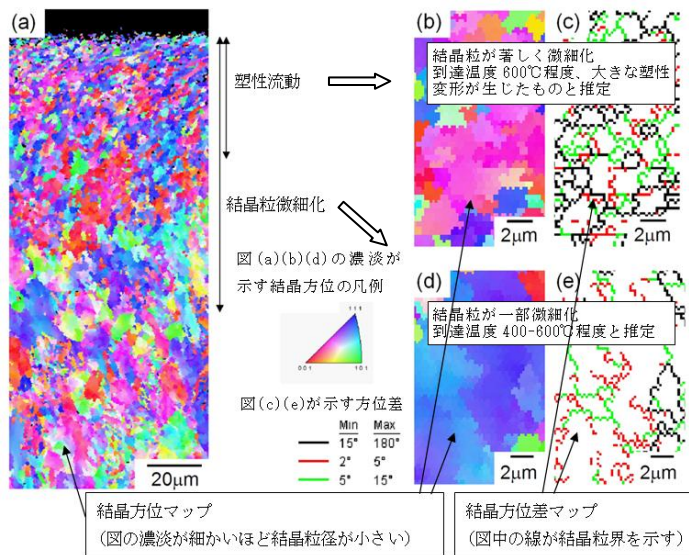 (a)
(b)
(c)
結晶粒が著しく微細化
到達温度600℃程度、大きな塑性
変形が生じたものと推定
塑性流動
2μm
2μm
結晶粒微細化
図(a)(b)(d)の濃淡が
示す結晶方位の凡例
(d)
(e)
結晶粒が一部微細化
到達温度400-600℃程度と推定
111
001
101
図(c)(e)が示す方位差
Min Max
15° 180°
2° 5°
5° 15°
20μm
2μm
2μm
結晶方位マップ
(図の濃淡が細かいほど結晶粒径が小さい)
結晶方位差マップ
(図中の線が結晶粒界を示す)